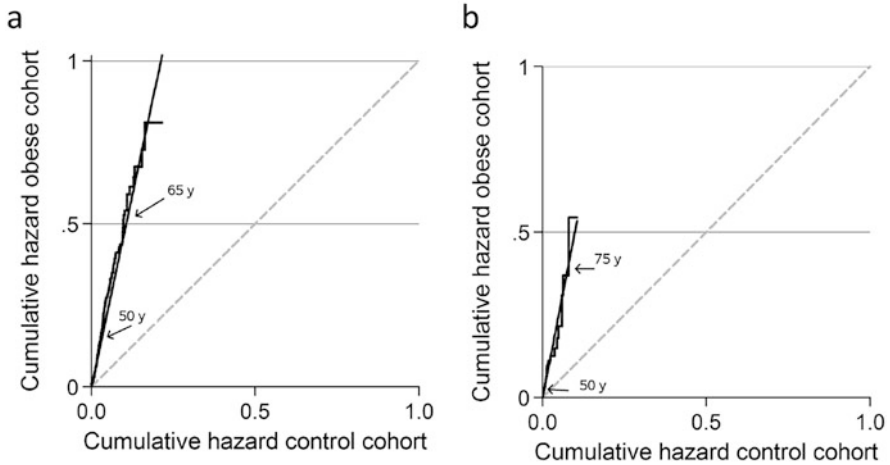 a
Cumulative hazard obese cohort
1
.5
0
65 y
50 y
0.0
0.5
1.0
Cumulative hazard control cohort
b
Cumulative hazard obese cohort
1
.5
0
75 y
50 y
0.0
0.5
1.0
Cumulative hazard control cohort